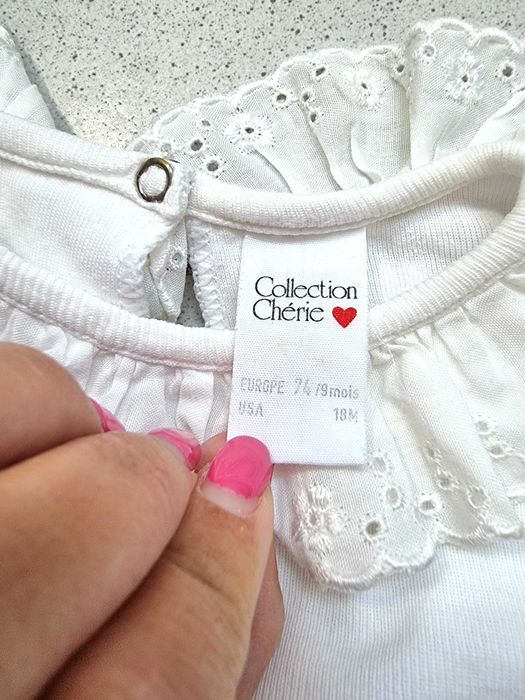 Collection
Chérie
EUROPE 74/9mois
USA 18M